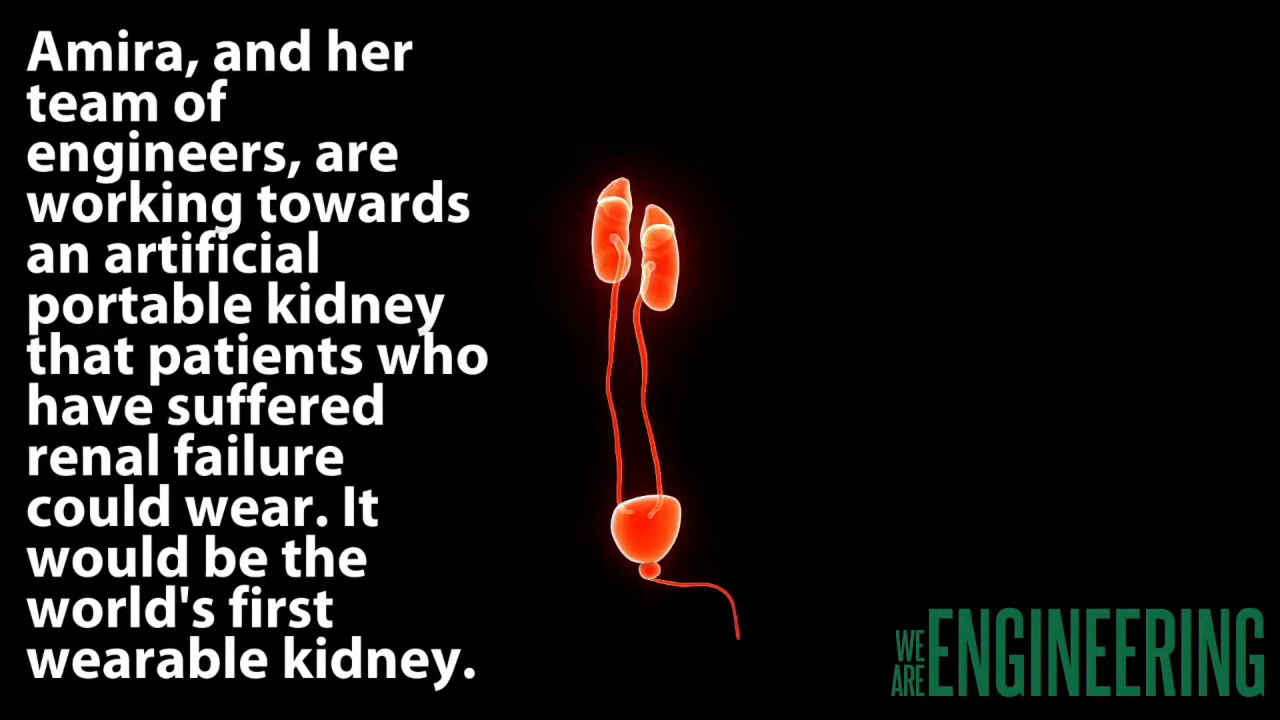 Amira, and her
team of
engineers, are
working towards
an artificial
portable kidney
that patients who
have suffered
renal failure
could wear. It
would be the
world's first
wearable kidney.
WE
ARE
ENGINEERING